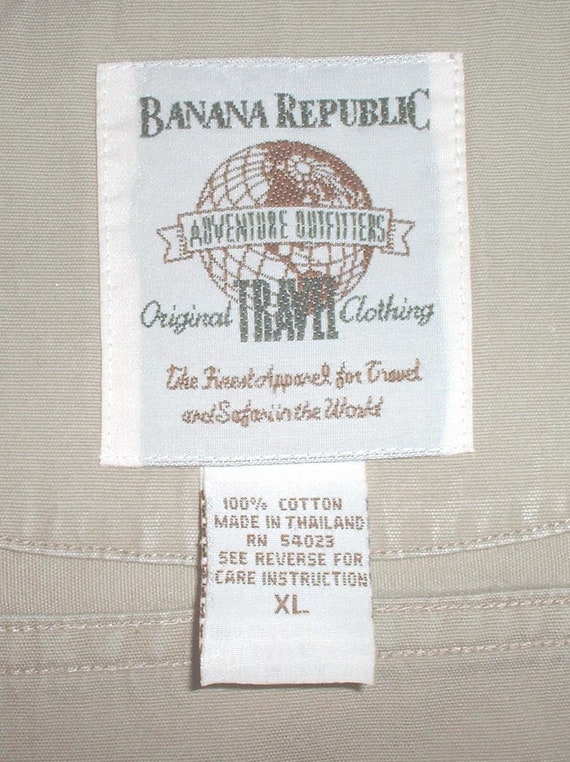 BANANA REPUBLIC
ADVENTURE OUTFITTERS
Original TRAVEL Clothing
The Finest Apparel for Travel
and Safari in the World
100% COTTON
MADE IN THAILAND
RN 54023
SEE REVERSE FOR
CARE INSTRUCTION
XL